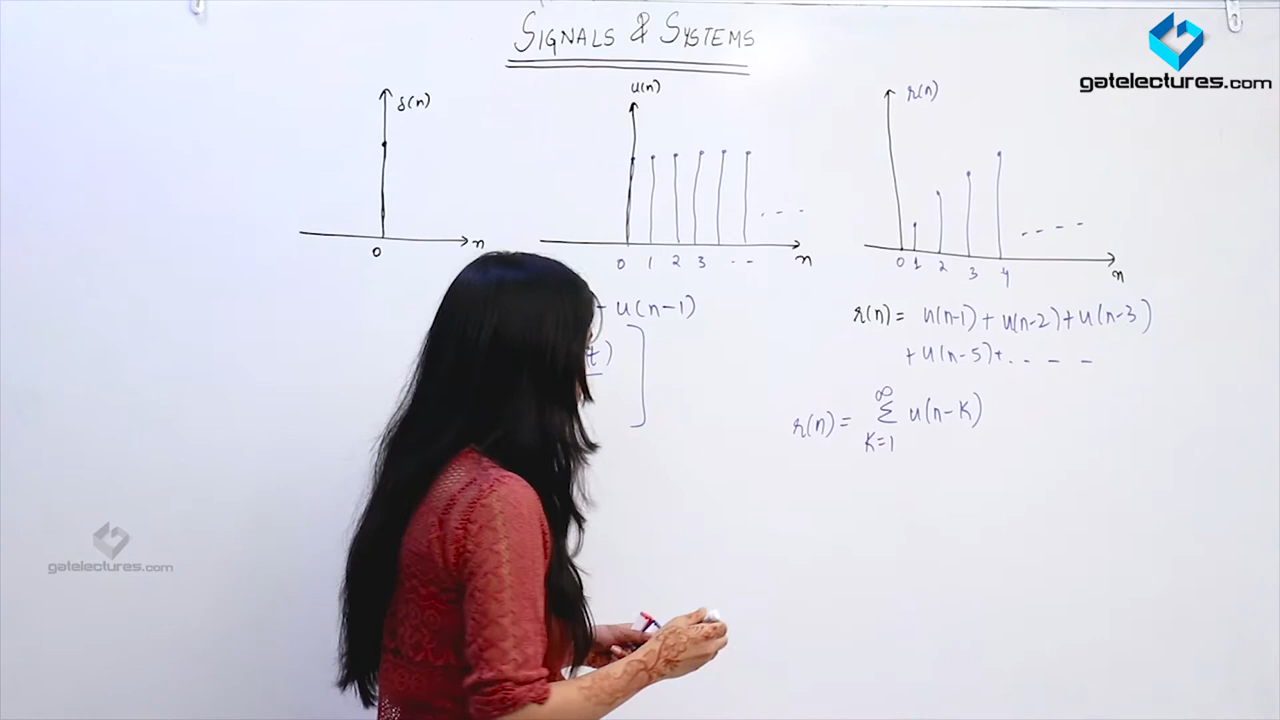 SIGNALS & SYSTEMS
gatelectures.com
δ(n)
u(n)
r(n)
0 n
0 1 2 3 -- n
0 1 2 3 4 n
- u(n-1)
t)
r(n) = u(n-1) + u(n-2) + u(n-3)
+ u(n-5) + .. - - -
r(n) = ∞ Σ K=1 u(n-K)
gatelectures.com